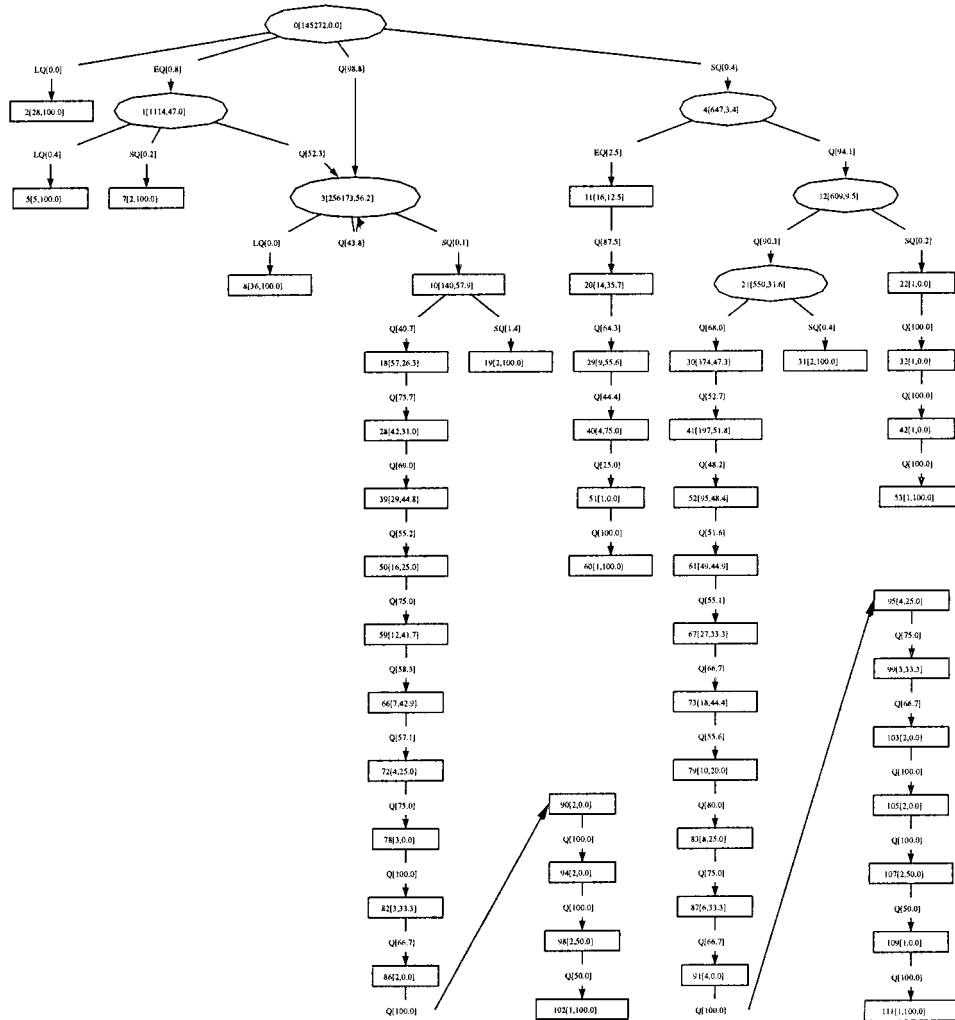 0[145272,0.0]
LQ[0.0] EQ[0.8] Q[98.8] SQ[0.4]
2[28,100.0] 1[1114,47.0] 4[647,3.4]
LQ[0.4] SQ[0.2] Q[52.3] EQ[2.5] Q[94.1]
5[5,100.0] 7[2,100.0] 3[256173,56.2] 11[16,12.5] 12[609,9.5]
LQ[0.0] Q[43.8] SQ[0.1] Q[87.5] Q[90.3] SQ[0.2]
8[36,100.0] 10[140,57.9] 20[14,35.7] 21[550,31.6] 22[1,0.0]
Q[40.7] SQ[1.4] Q[64.3] Q[68.0] SQ[0.4] Q[100.0]
18[57,26.3] 19[2,100.0] 29[9,55.6] 30[374,47.3] 31[2,100.0] 32[1,0.0]
Q[73.7] Q[44.4] Q[52.7] Q[100.0]
28[42,31.0] 40[4,75.0] 41[197,51.8] 42[1,0.0]
Q[69.0] Q[25.0] Q[48.2] Q[100.0]
39[29,44.8] 51[1,0.0] 52[95,48.4] 53[1,100.0]
Q[55.2] Q[100.0] Q[51.6]
50[16,25.0] 60[1,100.0] 61[49,44.9]
Q[75.0] Q[55.1] 95[4,25.0]
59[12,41.7] 67[27,33.3] Q[75.0]
Q[58.3] Q[66.7] 99[3,33.3]
66[7,42.9] 73[18,44.4] Q[66.7]
Q[57.1] Q[55.6] 103[2,0.0]
72[4,25.0] 79[10,20.0] Q[100.0]
Q[75.0] 90[2,0.0] Q[80.0] 105[2,0.0]
78[3,0.0] Q[100.0] 83[8,25.0] Q[100.0]
Q[100.0] 94[2,0.0] Q[75.0] 107[2,50.0]
82[3,33.3] Q[100.0] 87[6,33.3] Q[50.0]
Q[66.7] 98[2,50.0] Q[66.7] 109[1,0.0]
86[2,0.0] Q[50.0] 91[4,0.0] Q[100.0]
Q[100.0] 102[1,100.0] Q[100.0] 111[1,100.0]